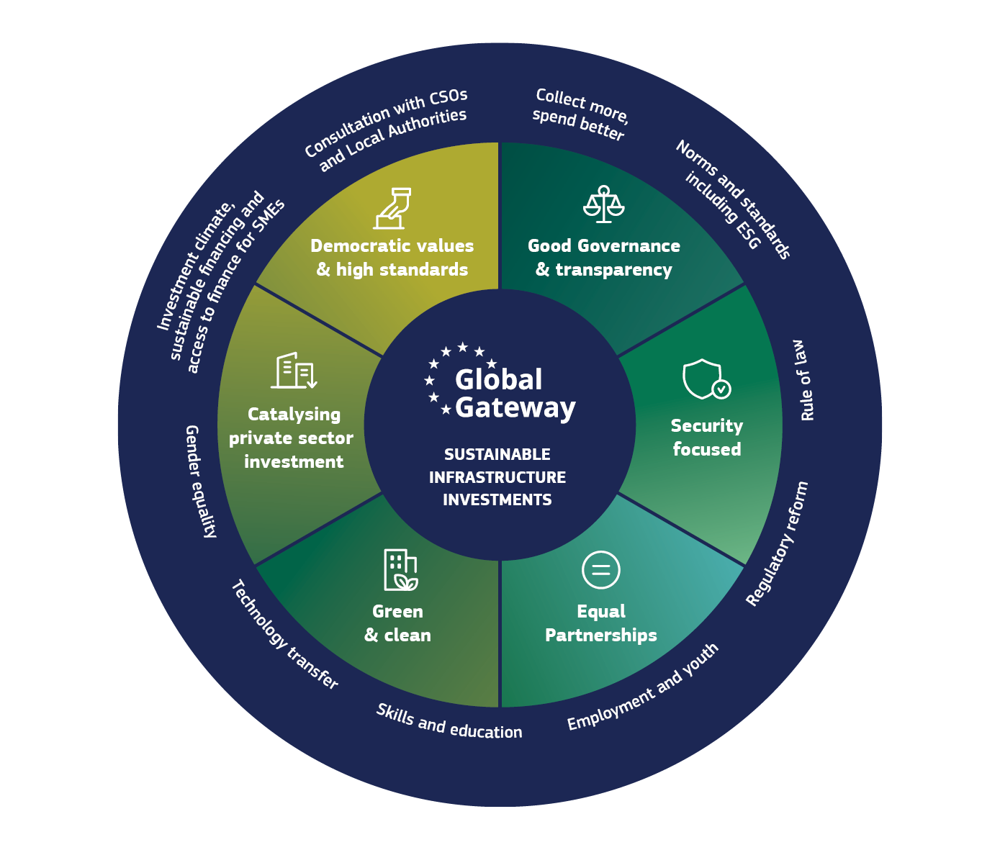 Consultation with CSOs
and Local Authorities
Collect more,
spend better
Norms and standards
including ESG
Rule of law
Regulatory reform
Employment and youth
Skills and education
Technology transfer
Gender equality
Investment climate,
sustainable financing and
access to finance for SMEs
Democratic values
& high standards
Good Governance
& transparency
Security
focused
Equal
Partnerships
Green
& clean
Catalysing
private sector
investment
Global
Gateway
SUSTAINABLE
INFRASTRUCTURE
INVESTMENTS